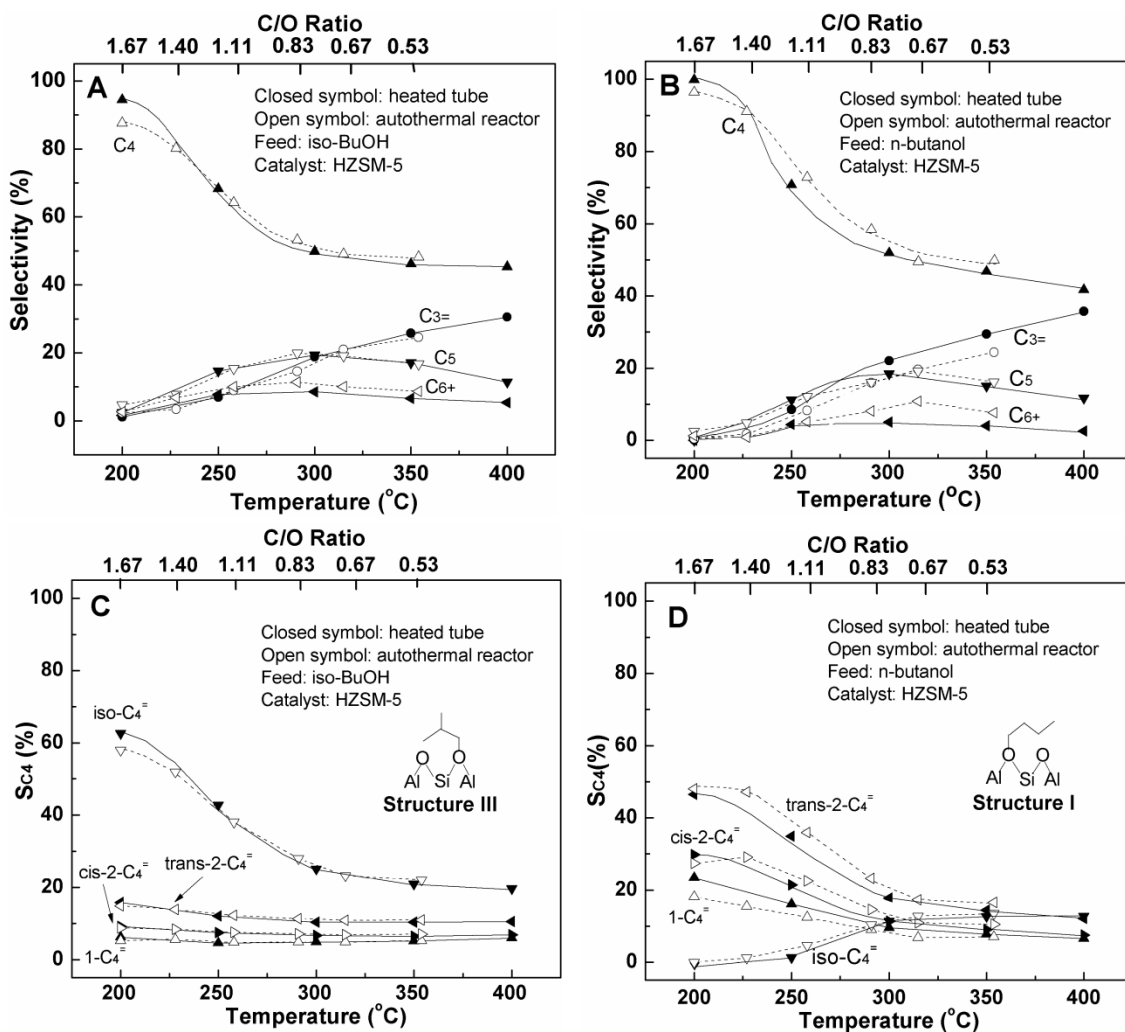 C/O Ratio
1.67 1.40 1.11 0.83 0.67 0.53
A
Closed symbol: heated tube
Open symbol: autothermal reactor
Feed: iso-BuOH
Catalyst: HZSM-5
C4
C3=
C5
C6+
Selectivity (%)
100
80
60
40
20
0
200 250 300 350 400
Temperature (°C)
C/O Ratio
1.67 1.40 1.11 0.83 0.67 0.53
B
Closed symbol: heated tube
Open symbol: autothermal reactor
Feed: n-butanol
Catalyst: HZSM-5
C4
C3=
C5
C6+
Selectivity (%)
100
80
60
40
20
0
200 250 300 350 400
Temperature (°C)
C/O Ratio
1.67 1.40 1.11 0.83 0.67 0.53
C
Closed symbol: heated tube
Open symbol: autothermal reactor
Feed: iso-BuOH
Catalyst: HZSM-5
iso-C4=
O O
Al Si Al
Structure III
cis-2-C4=
trans-2-C4=
1-C4=
SC4 (%)
100
80
60
40
20
0
200 250 300 350 400
Temperature (°C)
C/O Ratio
1.67 1.40 1.11 0.83 0.67 0.53
D
Closed symbol: heated tube
Open symbol: autothermal reactor
Feed: n-butanol
Catalyst: HZSM-5
O O
Al Si Al
Structure I
trans-2-C4=
cis-2-C4=
1-C4=
iso-C4=
SC4(%)
100
80
60
40
20
0
200 250 300 350 400
Temperature (°C)